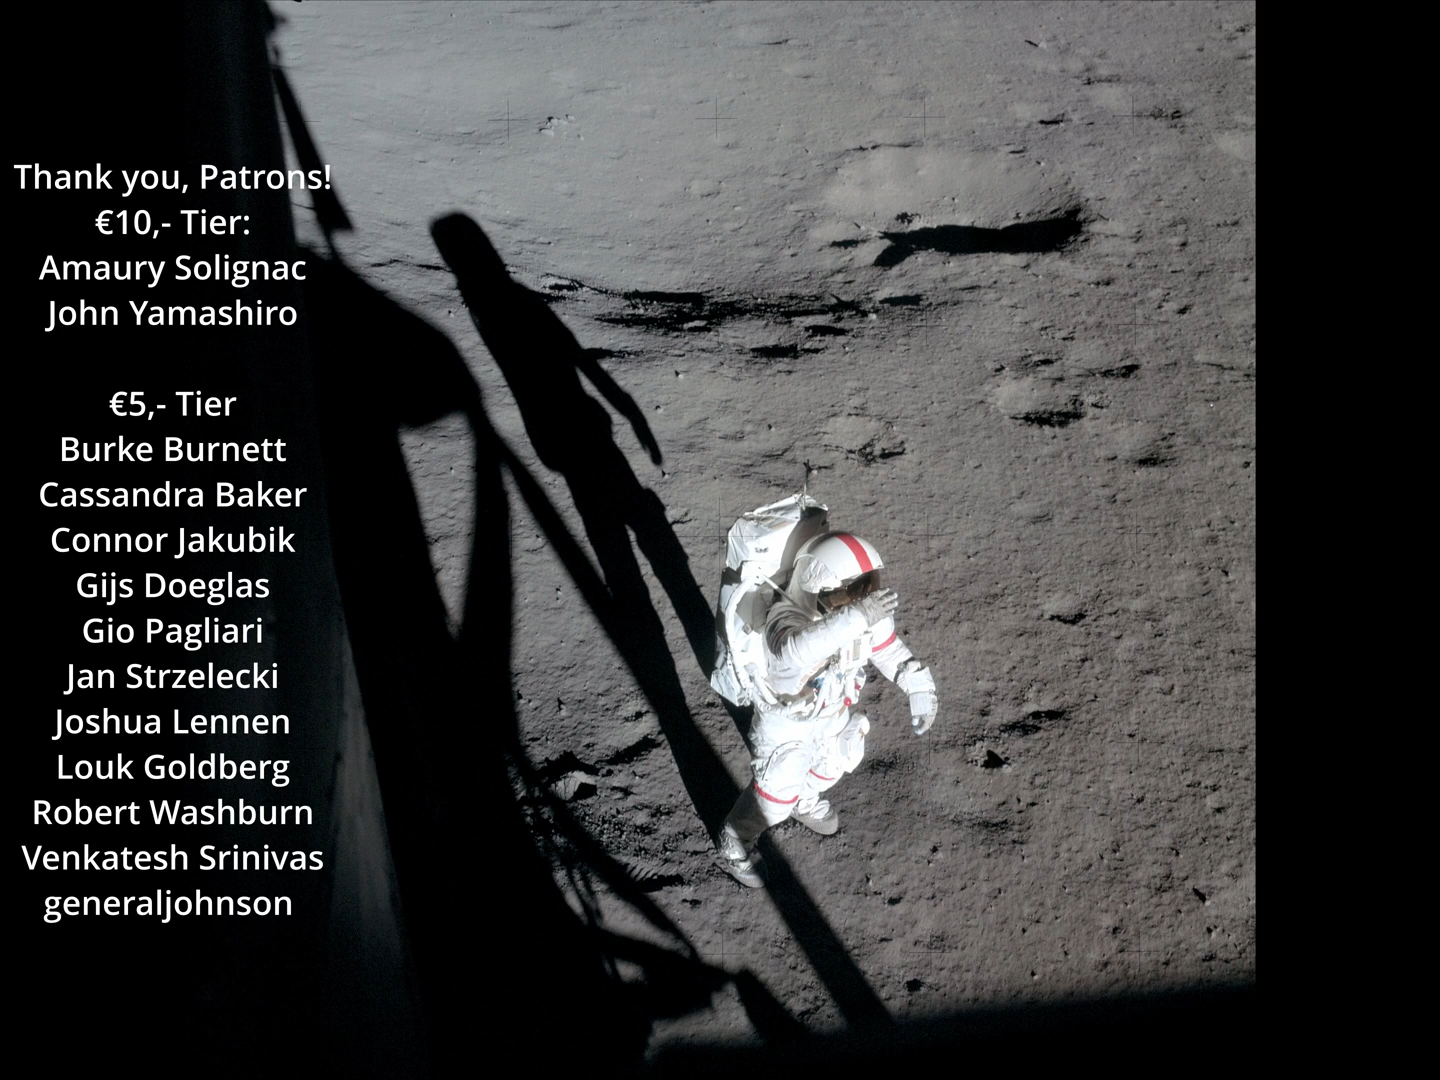 Thank you, Patrons!
€10,- Tier:
Amaury Solignac
John Yamashiro
€5,- Tier
Burke Burnett
Cassandra Baker
Connor Jakubik
Gijs Doeglas
Gio Pagliari
Jan Strzelecki
Joshua Lennen
Louk Goldberg
Robert Washburn
Venkatesh Srinivas
generaljohnson